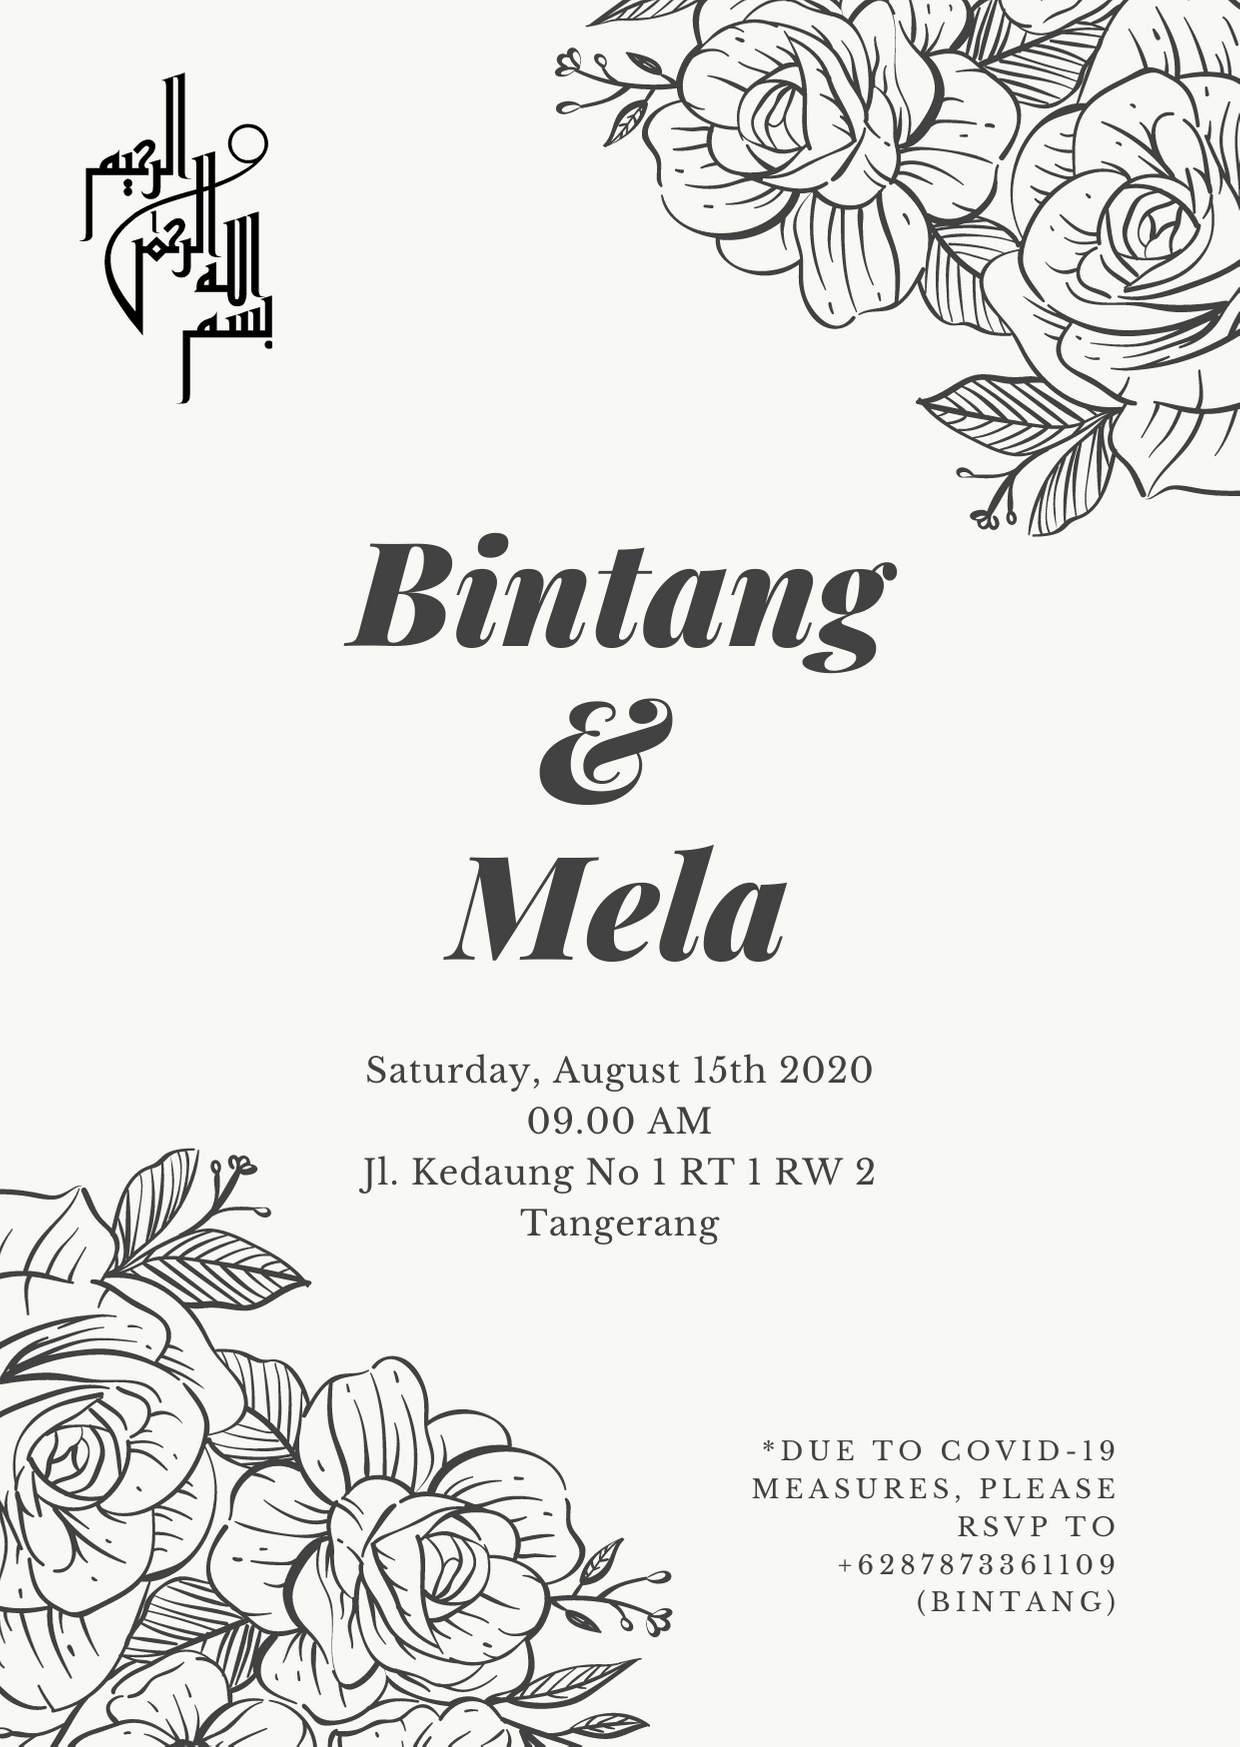 بسم
الله
الرحمٰن
الرحيم
Bintang
&
Mela
Saturday, August 15th 2020
09.00 AM
Jl. Kedaung No 1 RT 1 RW 2
Tangerang
*DUE TO COVID-19
MEASURES, PLEASE
RSVP TO
+6287873361109
(BINTANG)